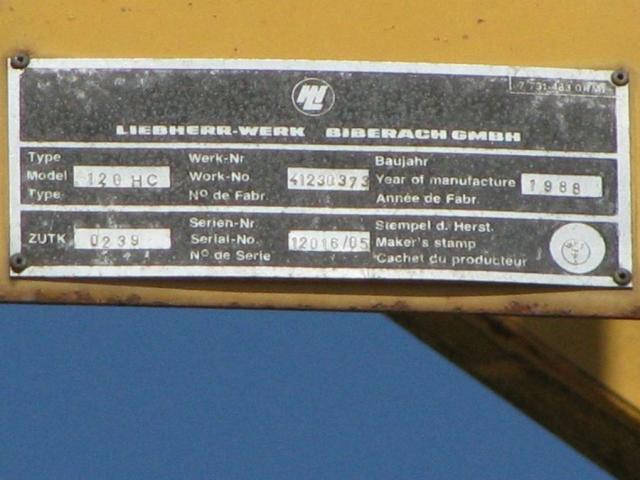 LIEBHERR-WERK BIBERACH GMBH
Type
Model 120 HC
Type
Werk-Nr
Work-No. 41230373
Nº de Fabr.
Baujahr
Year of manufacture 1988
Année de Fabr.
ZUTK 0239
Serien-Nr
Serial-No. 12016/05
Nº de Serie
Stempel d. Herst.
Maker's stamp
Cachet du producteur